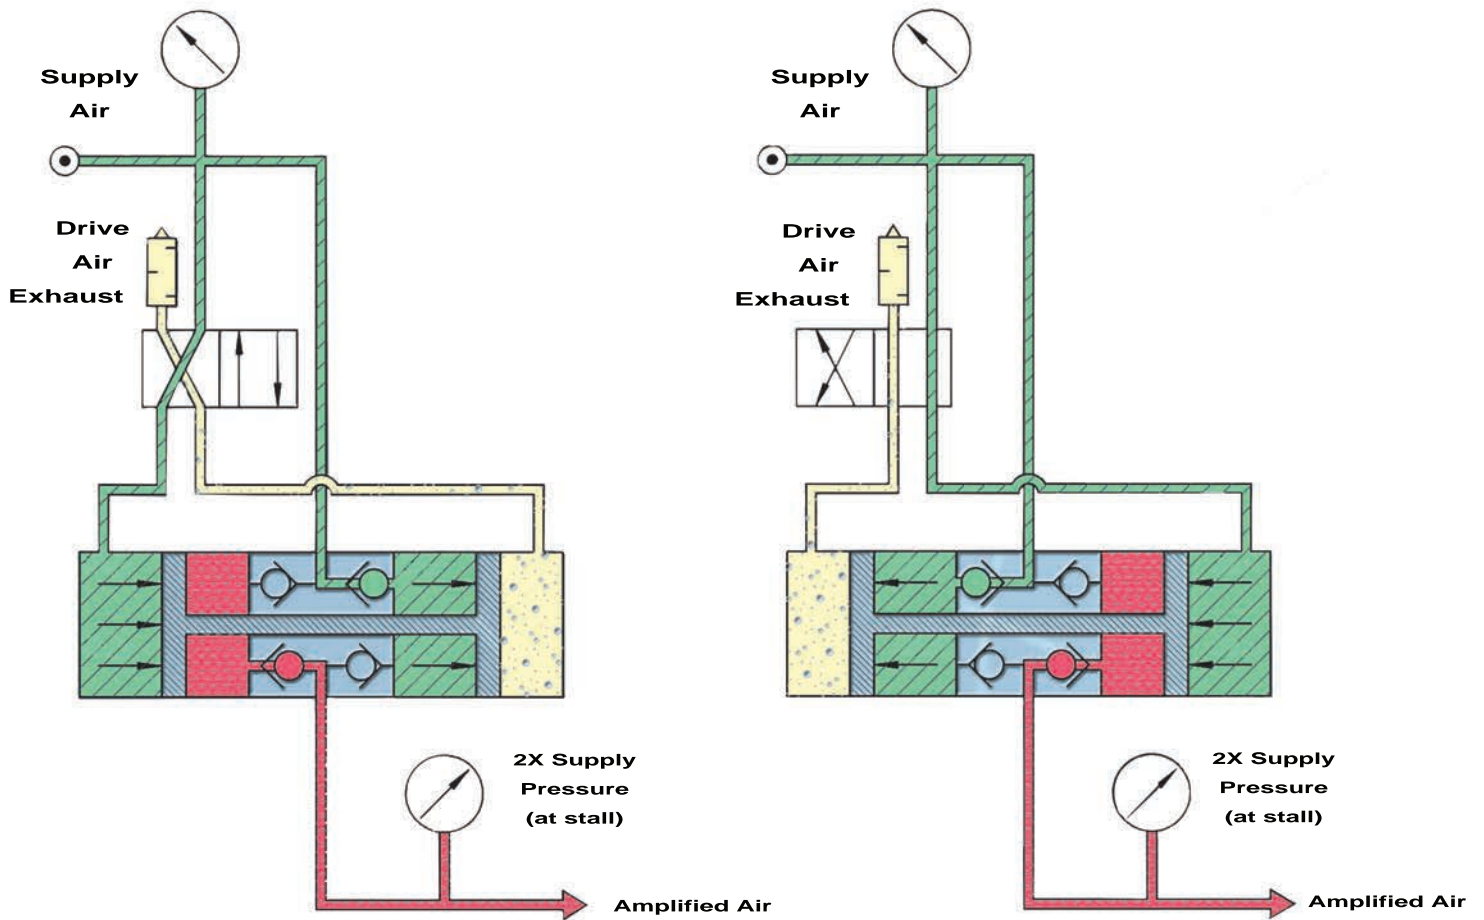 Supply
Air
Drive
Air
Exhaust
2X Supply
Pressure
(at stall)
Amplified Air
Supply
Air
Drive
Air
Exhaust
2X Supply
Pressure
(at stall)
Amplified Air